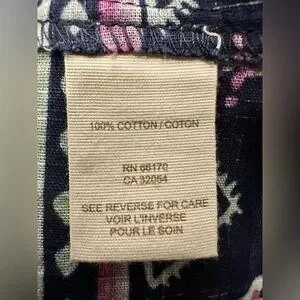 100% COTTON / COTON
RN 66170
CA 32054
SEE REVERSE FOR CARE
VOIR L'INVERSE
POUR LE SOIN